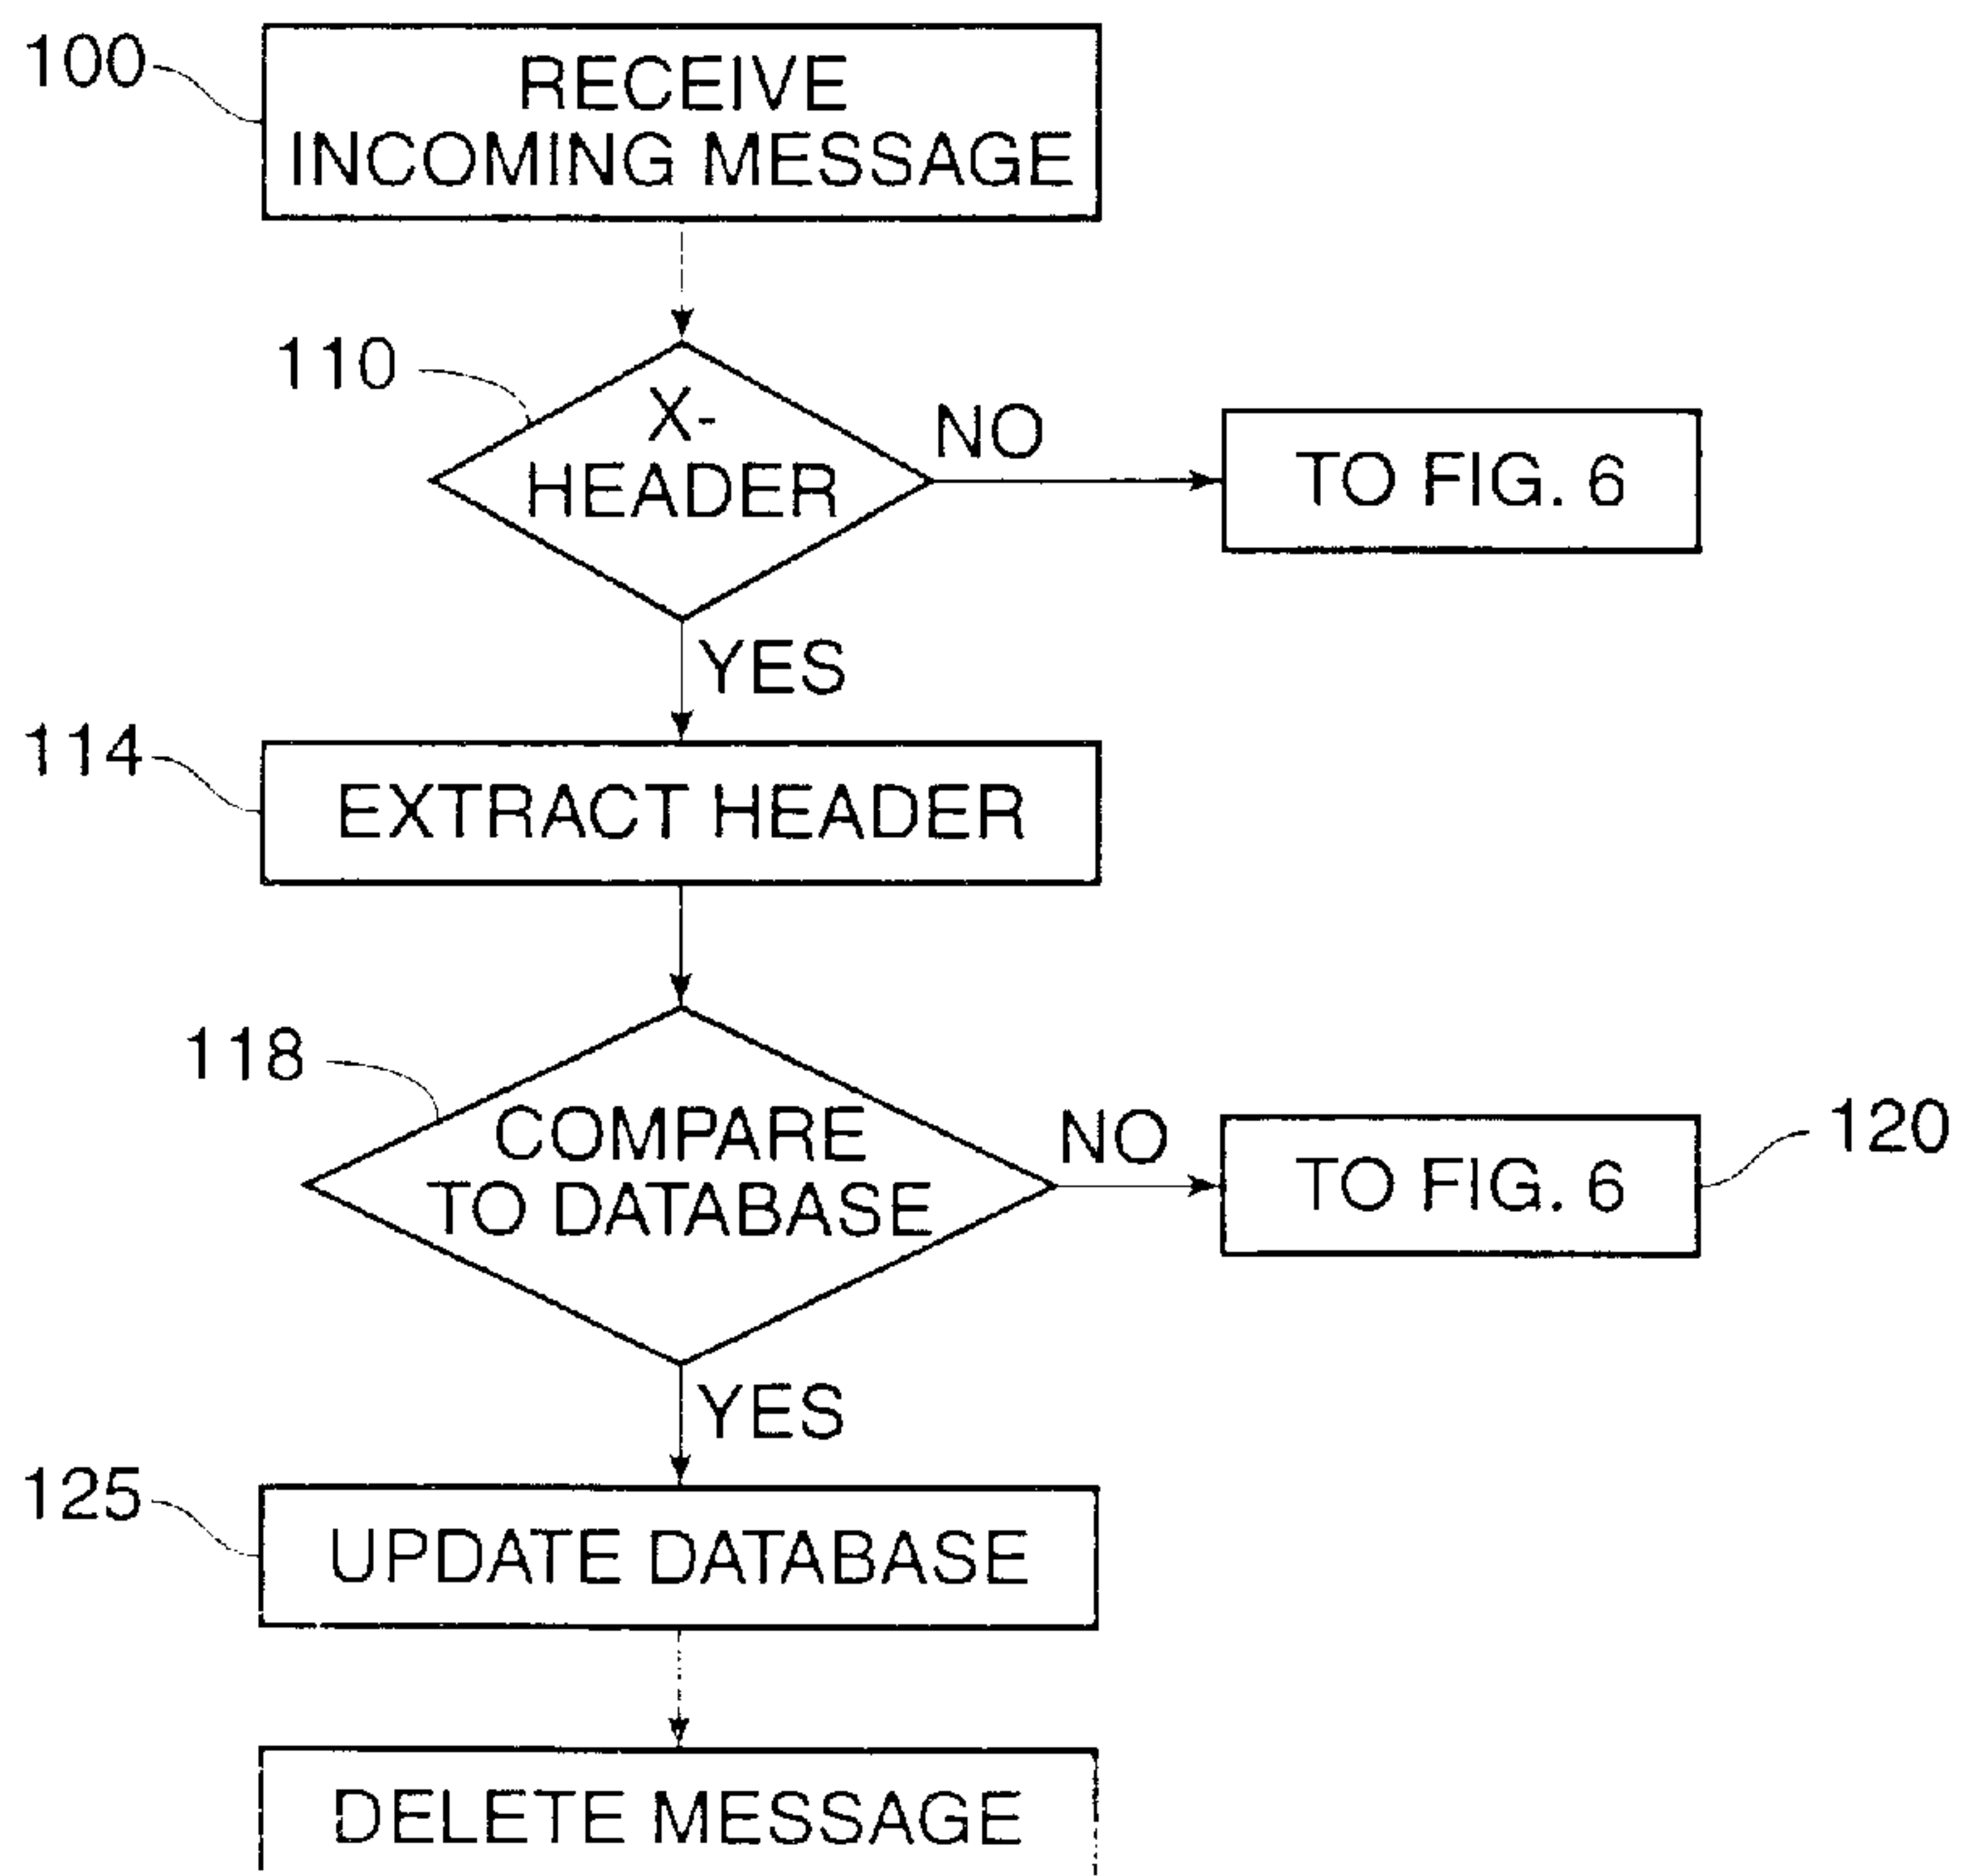 100
RECEIVE
INCOMING MESSAGE
110
X-
HEADER
NO
TO FIG. 6
YES
114
EXTRACT HEADER
118
COMPARE
TO DATABASE
NO
TO FIG. 6
120
YES
125
UPDATE DATABASE
DELETE MESSAGE